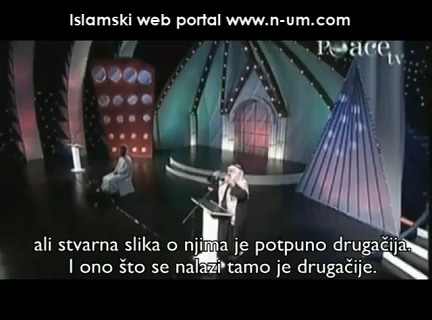 Islamski web portal www.n-um.com
Peace
tv
ali stvarna slika o njima je potpuno drugačija.
I ono što se nalazi tamo je drugačije.